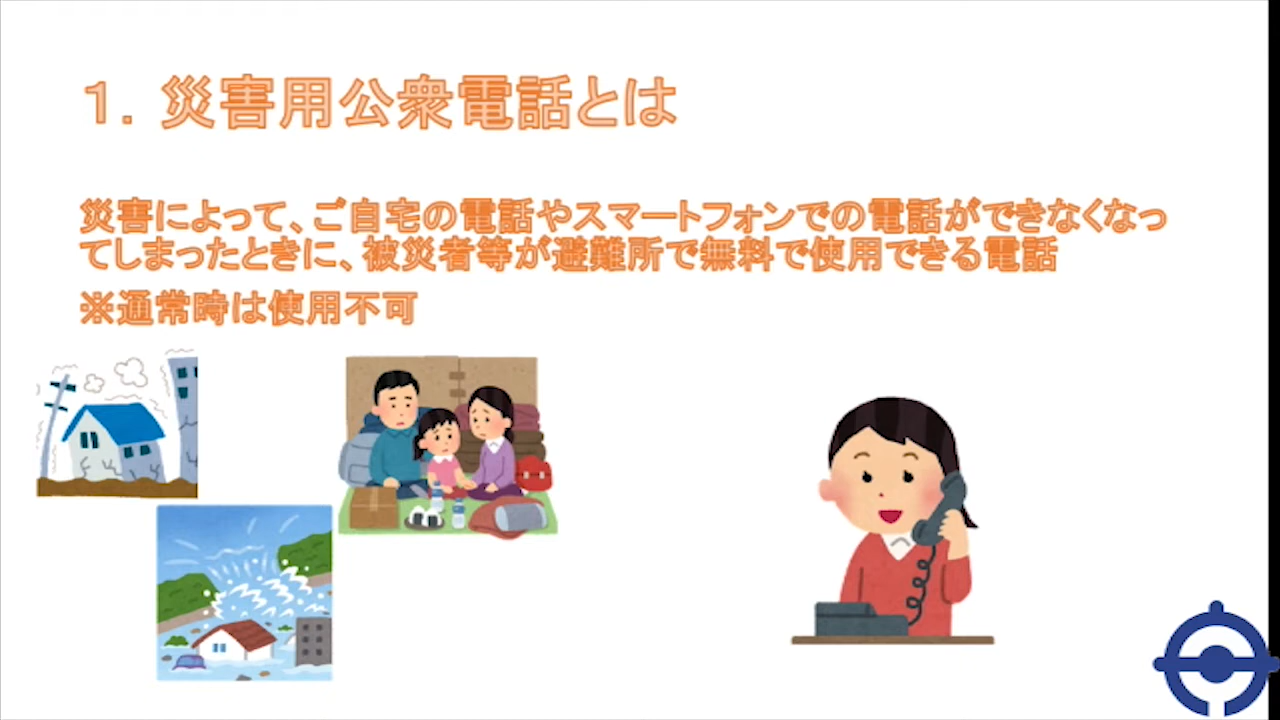 １．災害用公衆電話とは
災害によって、ご自宅の電話やスマートフォンでの電話ができなくなっ
てしまったときに、被災者等が避難所で無料で使用できる電話
※通常時は使用不可